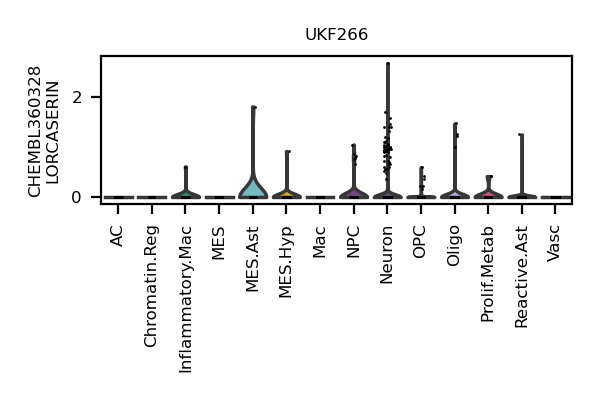 UKF266
CHEMBL360328
LORCASERIN
2
0
AC
Chromatin.Reg
Inflammatory.Mac
MES
MES.Ast
MES.Hyp
Mac
NPC
Neuron
OPC
Oligo
Prolif.Metab
Reactive.Ast
Vasc